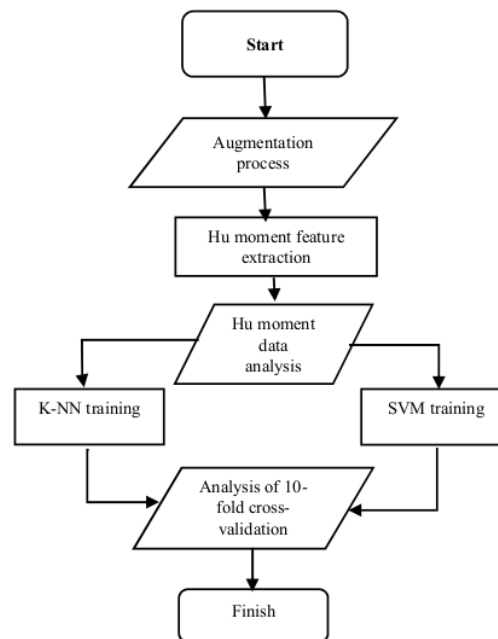 Start
Augmentation
process
Hu moment feature
extraction
Hu moment
data
analysis
K-NN training
SVM training
Analysis of 10-
fold cross-
validation
Finish